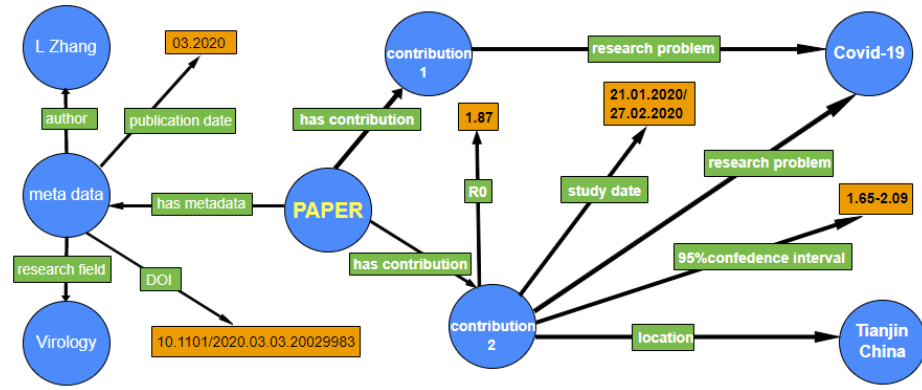 L Zhang
03.2020
contribution
1
research problem
Covid-19
author
publication date
has contribution
1.87
21.01.2020/
27.02.2020
research problem
meta data
has metadata
PAPER
R0
study date
1.65-2.09
research field
DOI
has contribution
95%confedence interval
Virology
10.1101/2020.03.03.20029983
contribution
2
location
Tianjin
China